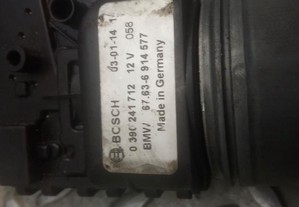 BOSCH 03-01-14
0 390 241 712 12 V 058
BMW 67.63-6 914 577
Made in Germany